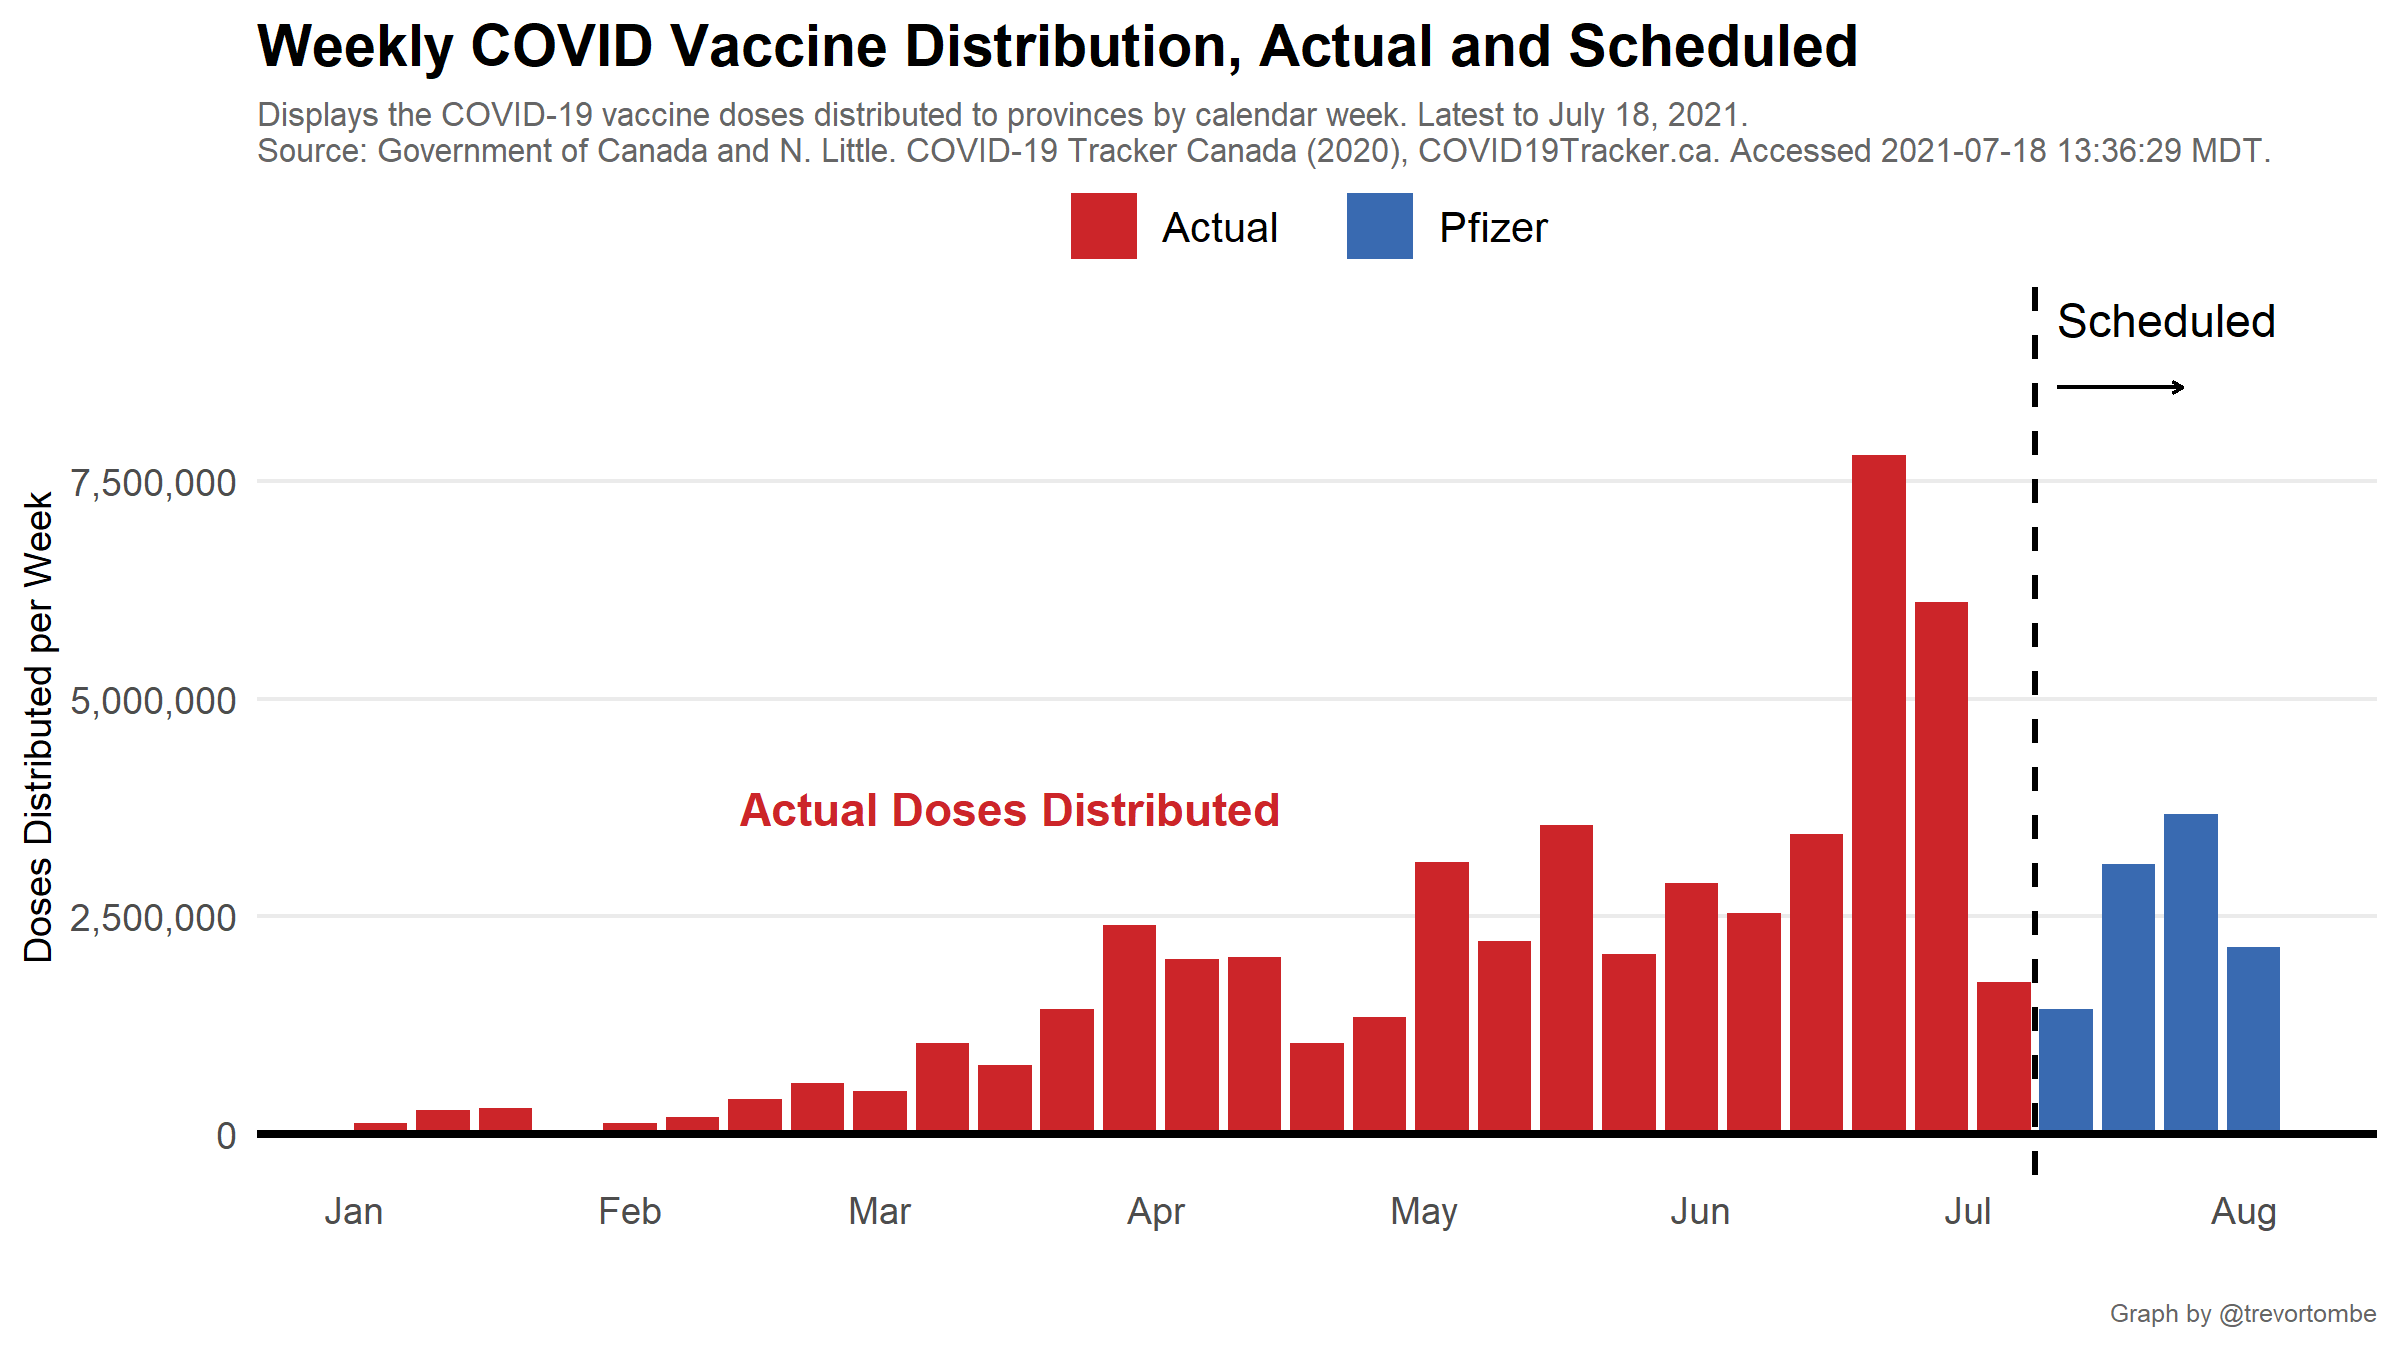 Weekly COVID Vaccine Distribution, Actual and Scheduled
Displays the COVID-19 vaccine doses distributed to provinces by calendar week. Latest to July 18, 2021.
Source: Government of Canada and N. Little. COVID-19 Tracker Canada (2020), COVID19Tracker.ca. Accessed 2021-07-18 13:36:29 MDT.
Actual
Pfizer
Scheduled
Doses Distributed per Week
7,500,000
5,000,000
2,500,000
0
Actual Doses Distributed
Jan
Feb
Mar
Apr
May
Jun
Jul
Aug
Graph by @trevortombe